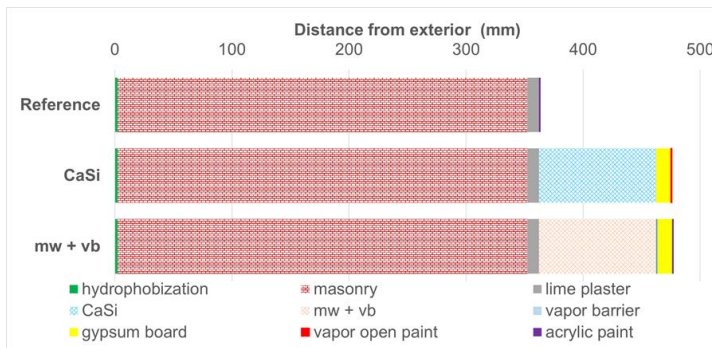 Distance from exterior (mm)
0 100 200 300 400 500
Reference
CaSi
mw + vb
hydrophobization masonry lime plaster
CaSi mw + vb vapor barrier
gypsum board vapor open paint acrylic paint